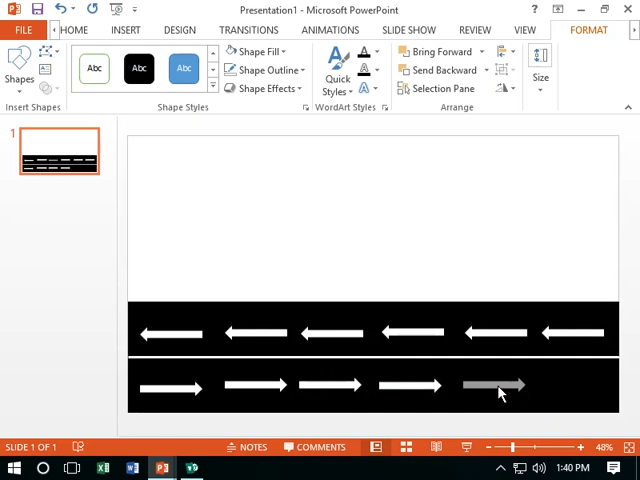 Presentation1 - Microsoft PowerPoint
FILE HOME INSERT DESIGN TRANSITIONS ANIMATIONS SLIDE SHOW REVIEW VIEW FORMAT
Shapes
Insert Shapes
Abc Abc Abc
Shape Fill
Shape Outline
Shape Effects
Shape Styles
Quick Styles
WordArt Styles
Bring Forward
Send Backward
Selection Pane
Arrange
Size
1
SLIDE 1 OF 1 NOTES COMMENTS 48%
1:40 PM